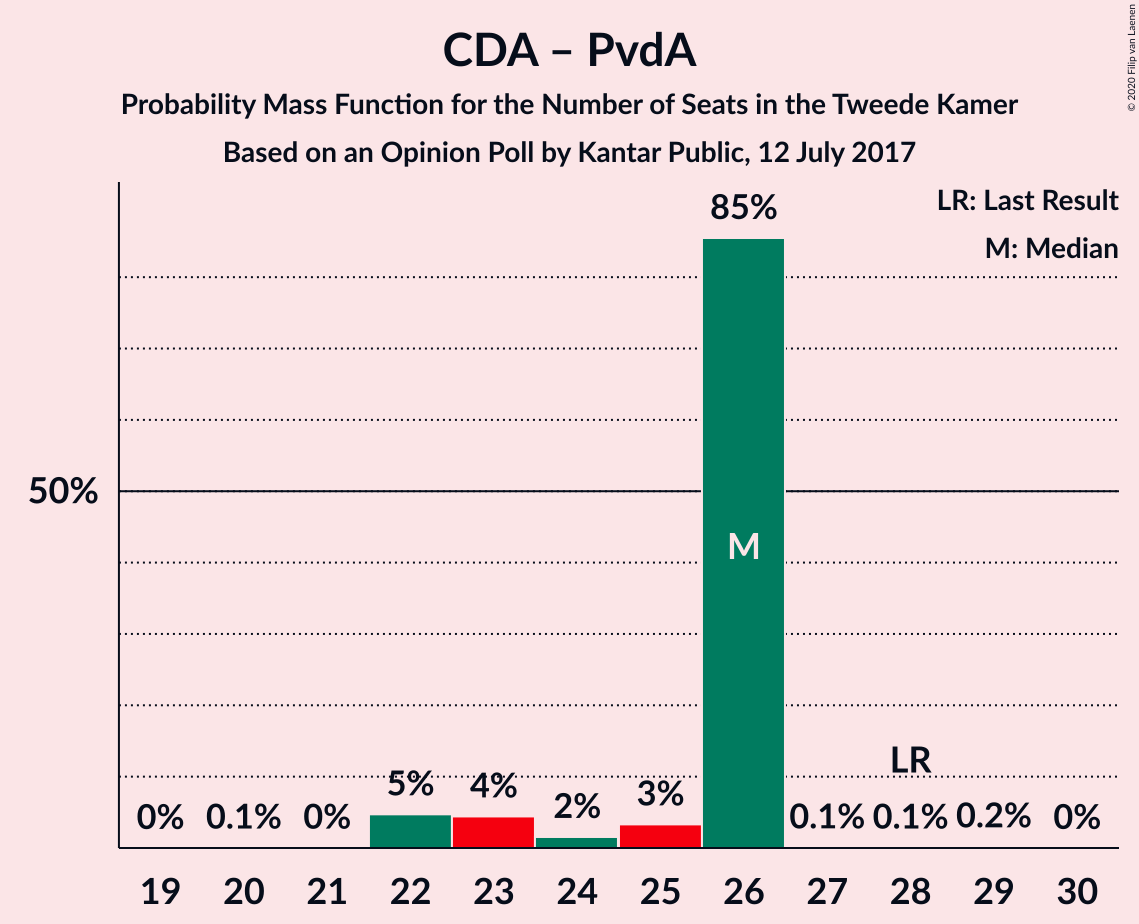 CDA – PvdA
Probability Mass Function for the Number of Seats in the Tweede Kamer
Based on an Opinion Poll by Kantar Public, 12 July 2017
© 2020 Filip van Laenen
LR: Last Result
M: Median
85%
50%
M
LR
0% 0.1% 0% 5% 4% 2% 3% 0.1% 0.1% 0.2% 0%
19 20 21 22 23 24 25 26 27 28 29 30